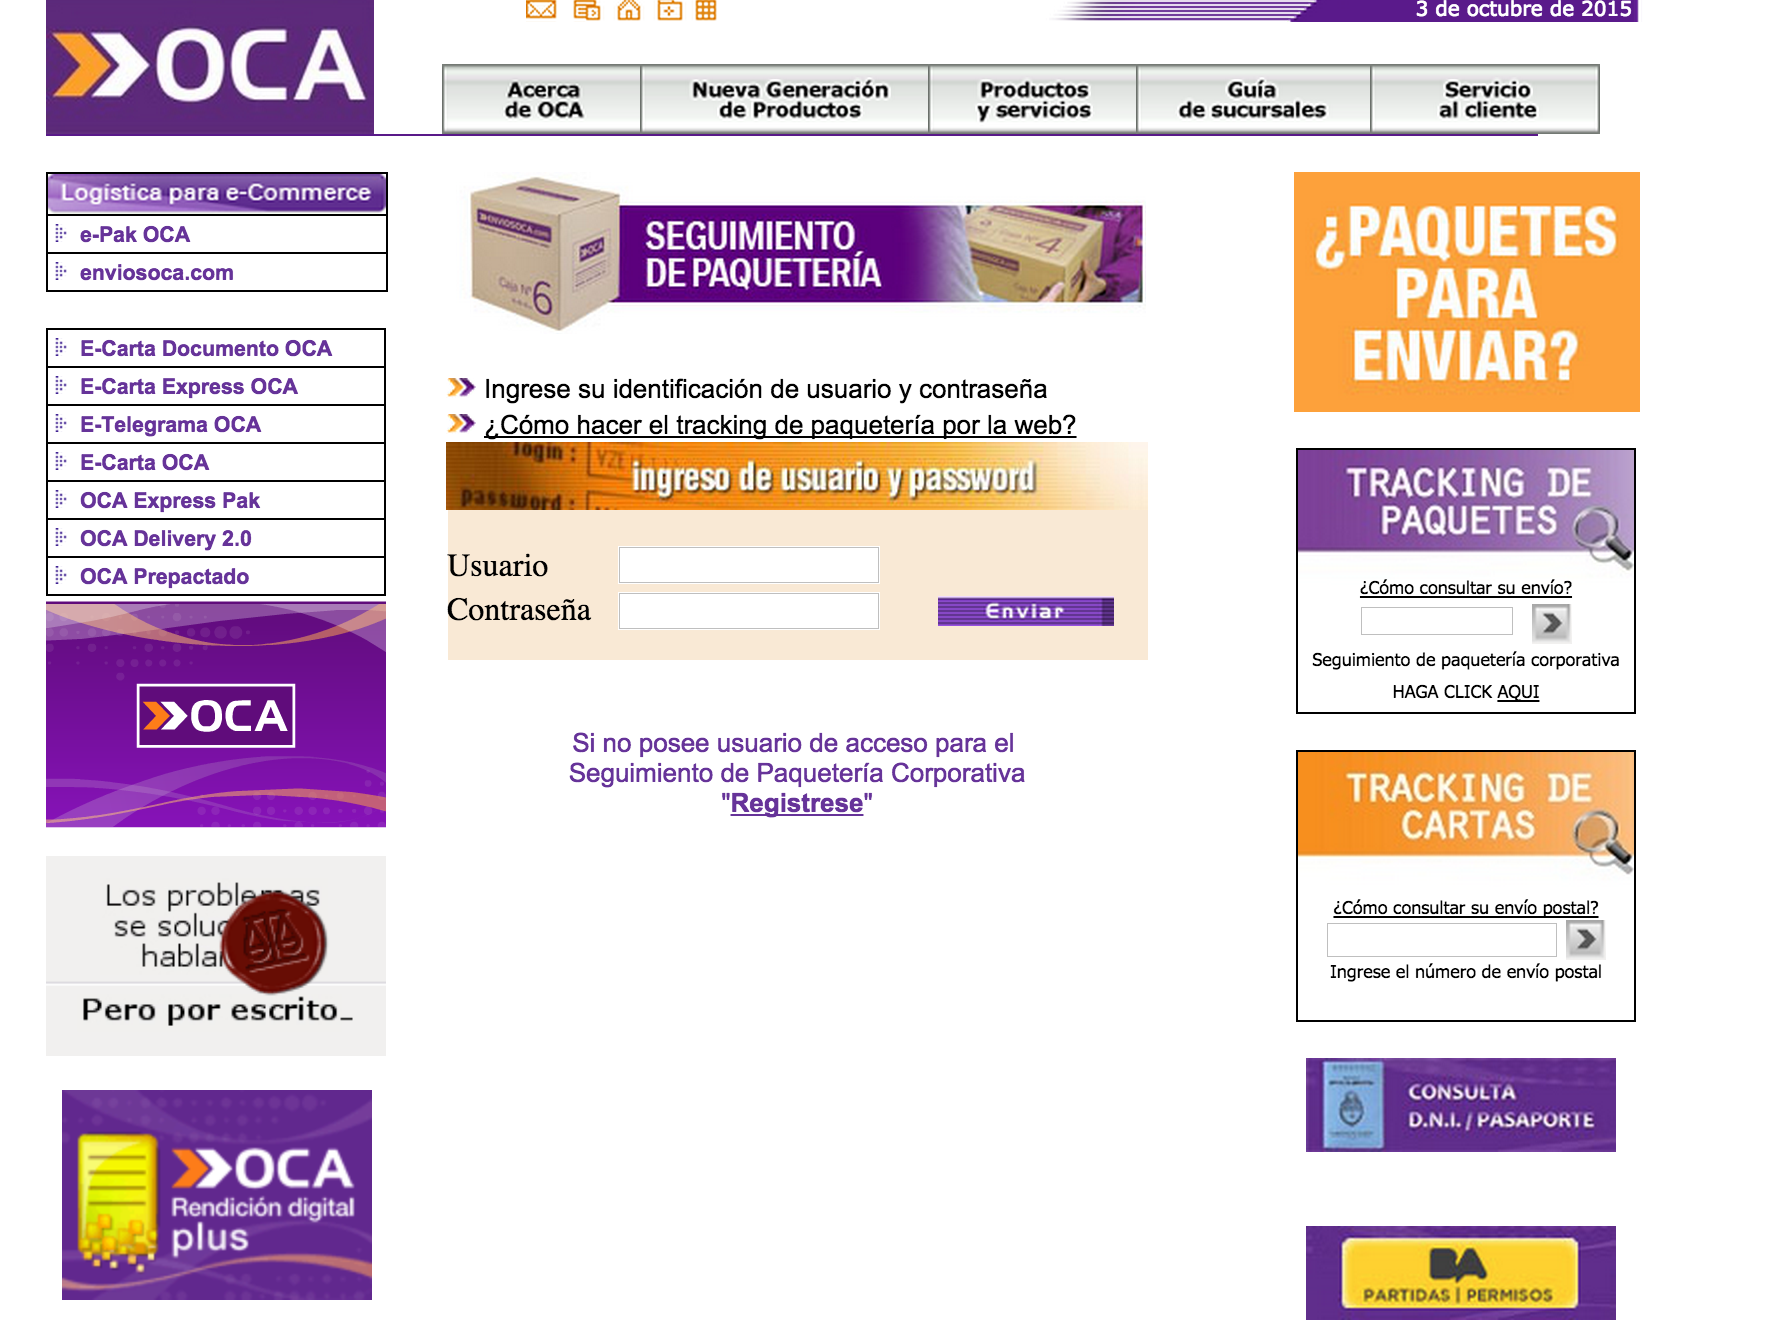 3 de octubre de 2015
OCA
Acerca
de OCA
Nueva Generación
de Productos
Productos
y servicios
Guía
de sucursales
Servicio
al cliente
Logística para e-Commerce
e-Pak OCA
enviosoca.com
E-Carta Documento OCA
E-Carta Express OCA
E-Telegrama OCA
E-Carta OCA
OCA Express Pak
OCA Delivery 2.0
OCA Prepactado
OCA
Los problemas
se soluc
habla
Pero por escrito_
OCA
Rendición digital
plus
ENVIOSOCA.com
OCA
Caja Nº 6
SEGUIMIENTO
DE PAQUETERÍA
Caja Nº 4
Ingrese su identificación de usuario y contraseña
¿Cómo hacer el tracking de paquetería por la web?
login :
password :
ingreso de usuario y password
Usuario
Contraseña
Enviar
Si no posee usuario de acceso para el
Seguimiento de Paquetería Corporativa
"Registrese"
¿PAQUETES
PARA
ENVIAR?
TRACKING DE
PAQUETES
¿Cómo consultar su envío?
Seguimiento de paquetería corporativa
HAGA CLICK AQUI
TRACKING DE
CARTAS
¿Cómo consultar su envío postal?
Ingrese el número de envío postal
CONSULTA
D.N.I. / PASAPORTE
BA
PARTIDAS | PERMISOS